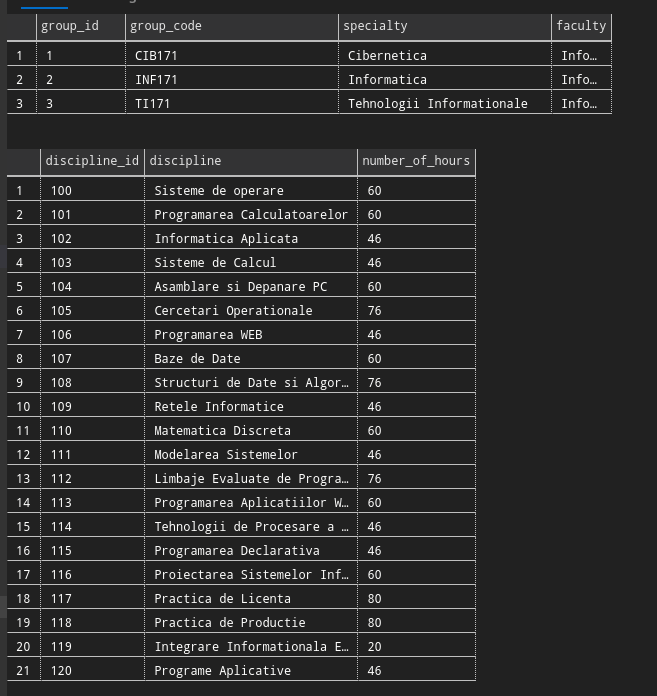 group_id group_code specialty faculty
1 1 CIB171 Cibernetica Info…
2 2 INF171 Informatica Info…
3 3 TI171 Tehnologii Informationale Info…
discipline_id discipline number_of_hours
1 100 Sisteme de operare 60
2 101 Programarea Calculatoarelor 60
3 102 Informatica Aplicata 46
4 103 Sisteme de Calcul 46
5 104 Asamblare si Depanare PC 60
6 105 Cercetari Operationale 76
7 106 Programarea WEB 46
8 107 Baze de Date 60
9 108 Structuri de Date si Algor… 76
10 109 Retele Informatice 46
11 110 Matematica Discreta 60
12 111 Modelarea Sistemelor 46
13 112 Limbaje Evaluate de Progra… 76
14 113 Programarea Aplicatiilor W… 60
15 114 Tehnologii de Procesare a … 46
16 115 Programarea Declarativa 46
17 116 Proiectarea Sistemelor Inf… 60
18 117 Practica de Licenta 80
19 118 Practica de Productie 80
20 119 Integrare Informationala E… 20
21 120 Programe Aplicative 46